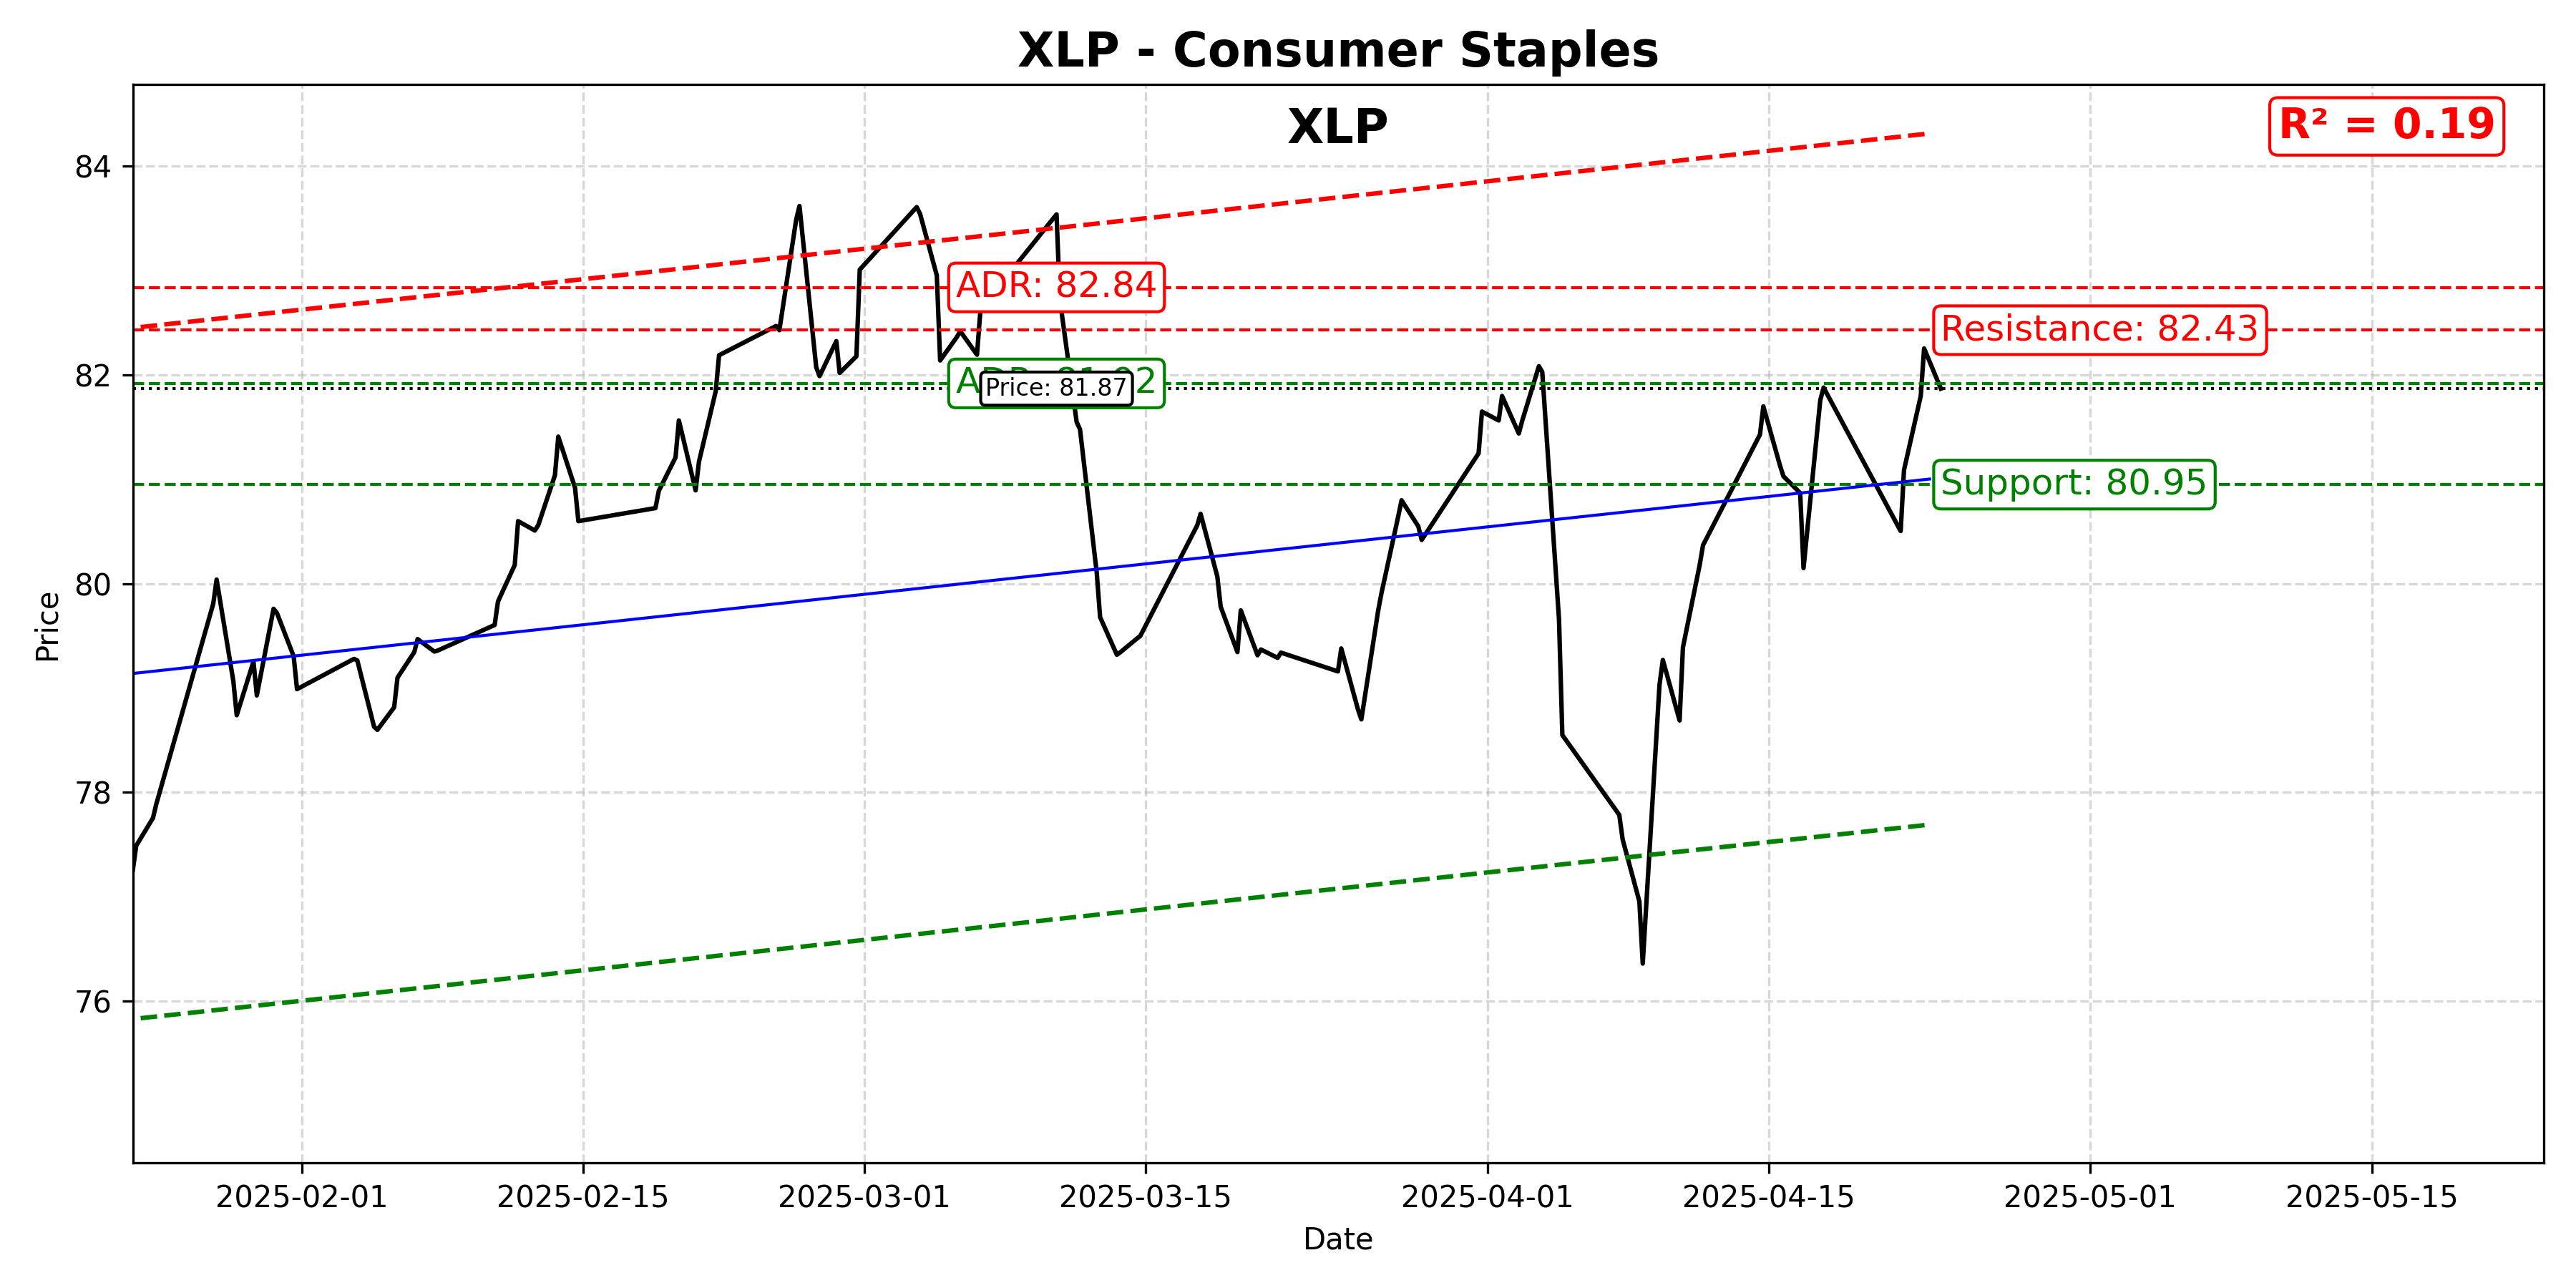 XLP - Consumer Staples
XLP
R² = 0.19
84
82
80
78
76
Price
ADR: 82.84
Resistance: 82.43
Price: 81.87
Support: 80.95
2025-02-01
2025-02-15
2025-03-01
2025-03-15
2025-04-01
2025-04-15
2025-05-01
2025-05-15
Date